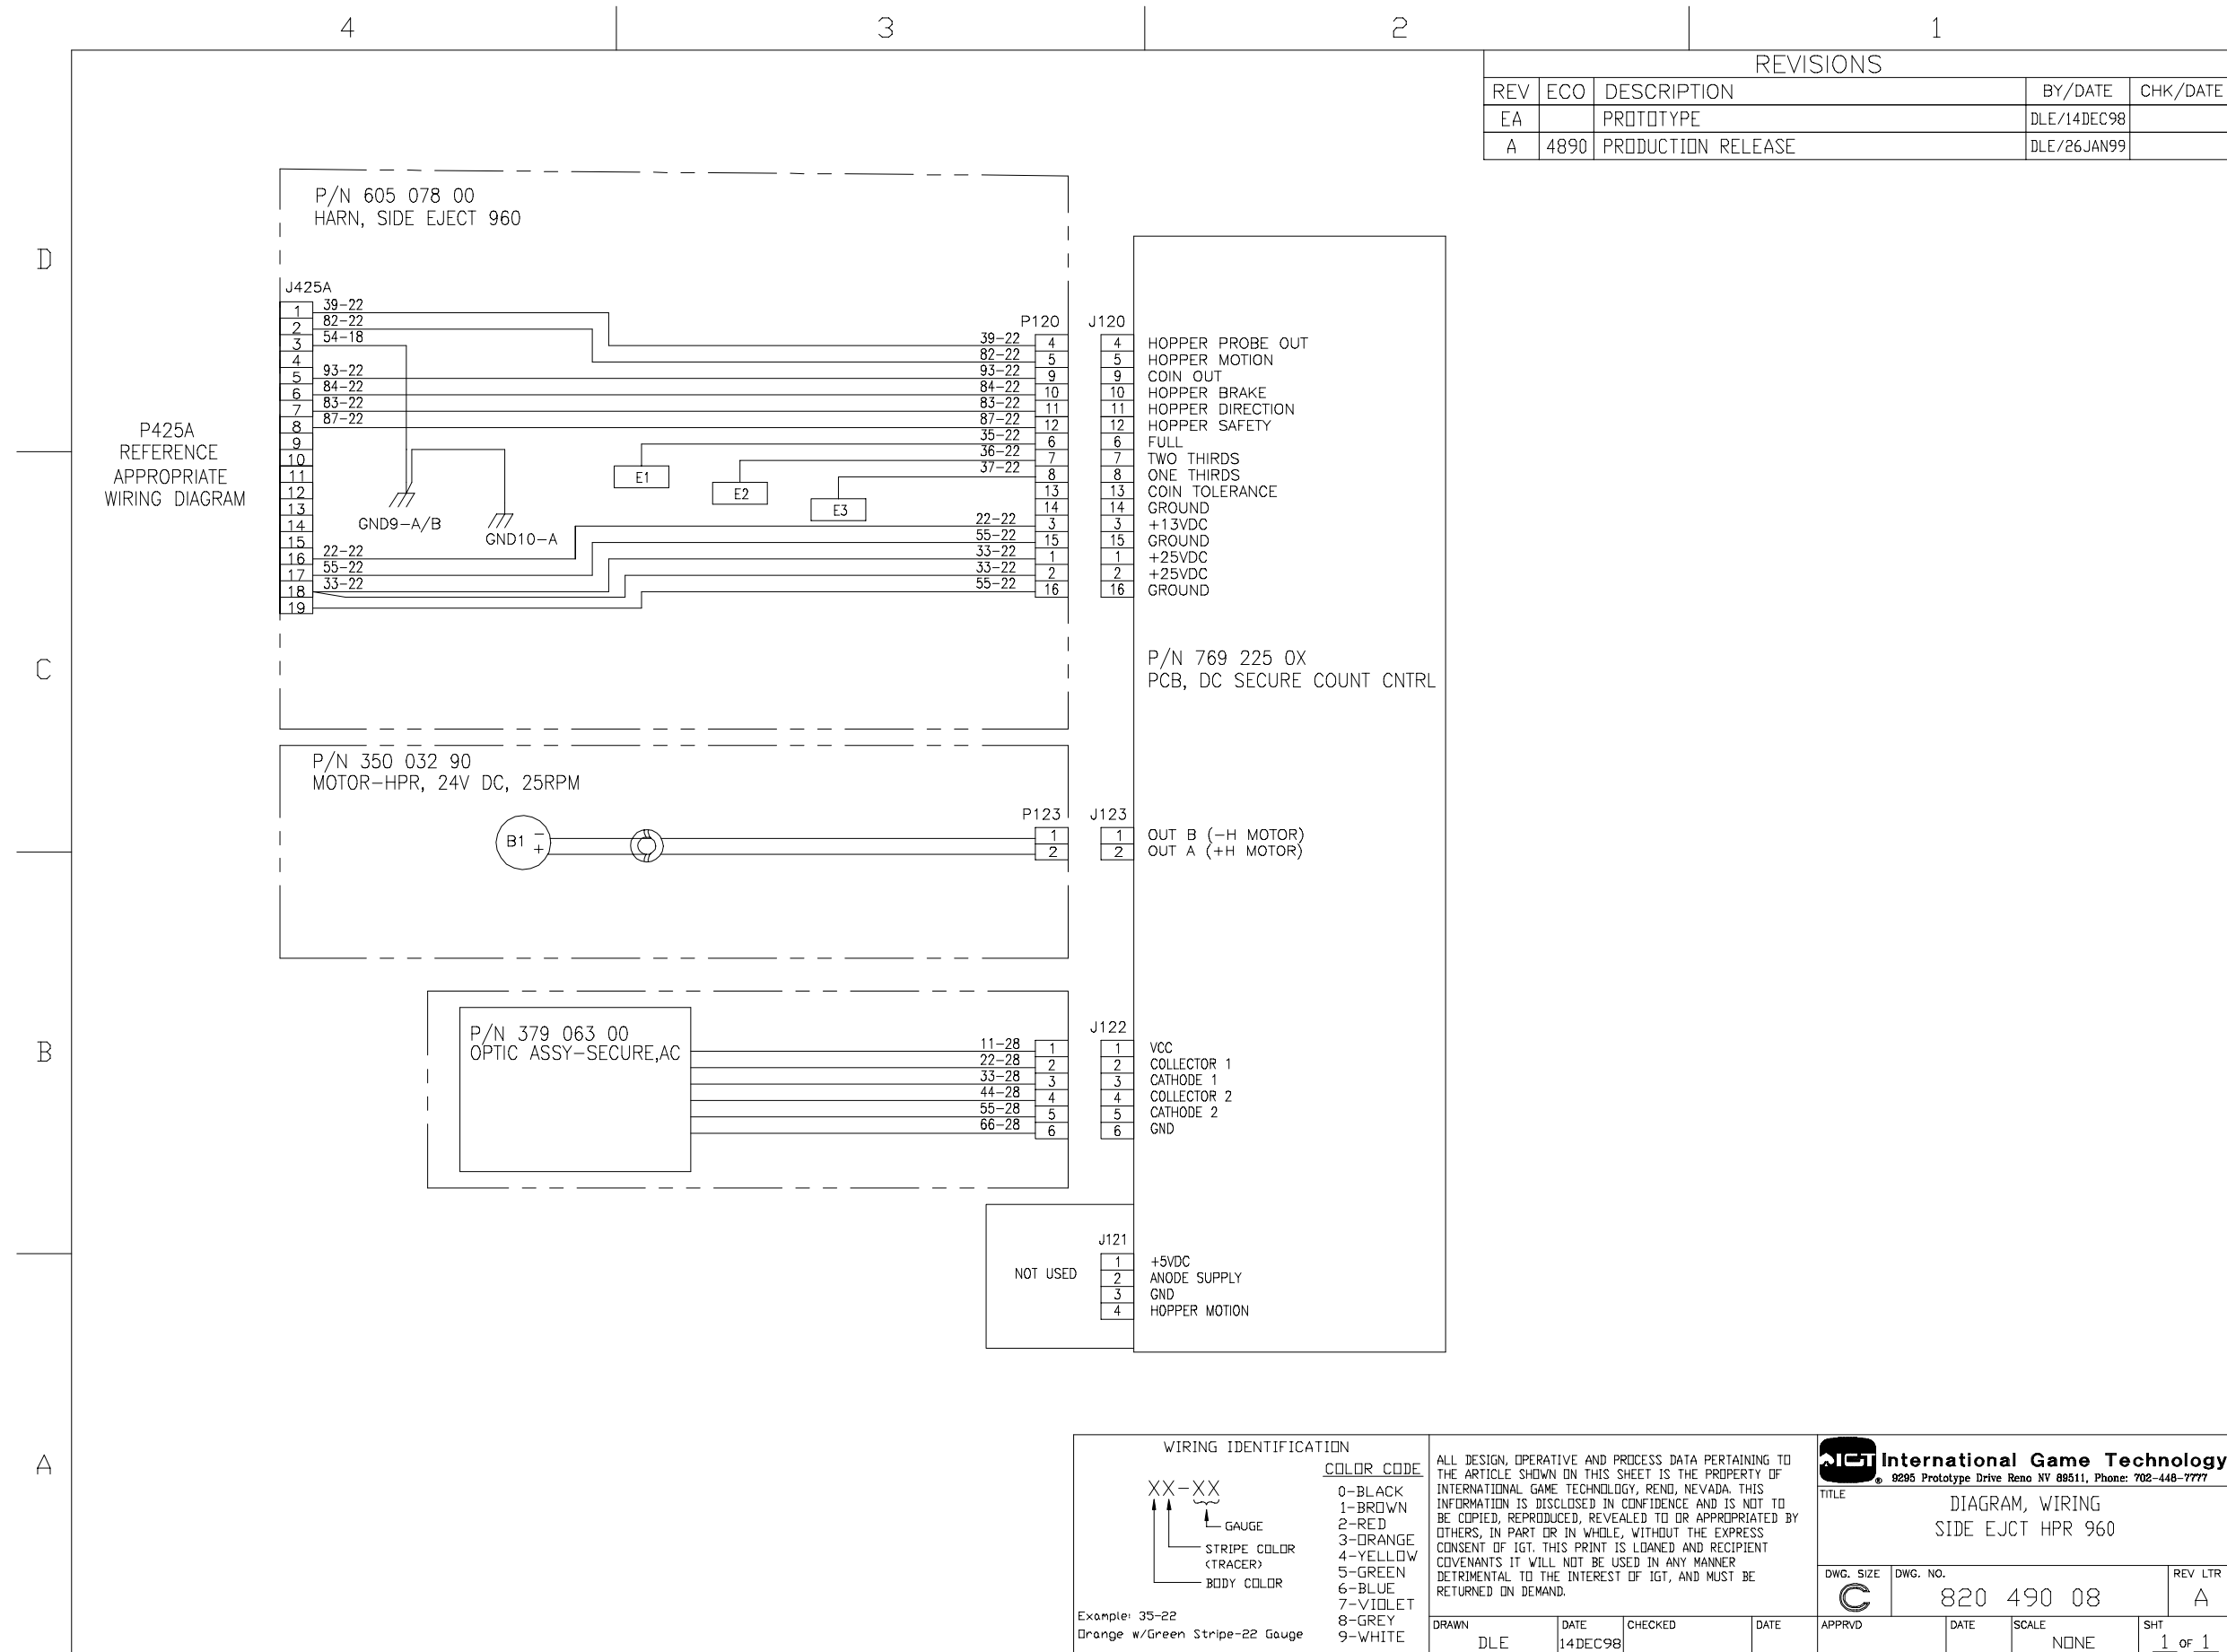 4 3 2 1
REVISIONS
REV ECO DESCRIPTION BY/DATE CHK/DATE
EA PROTOTYPE DLE/14DEC98
A 4890 PRODUCTION RELEASE DLE/26JAN99
D
C
B
A
P/N 605 078 00
HARN, SIDE EJECT 960
J425A
1 39-22
2 82-22
3 54-18
4
5 93-22
6 84-22
7 83-22
8 87-22
9
10
11
12
13
14
15
16 22-22
17 55-22
18 33-22
19
P425A
REFERENCE
APPROPRIATE
WIRING DIAGRAM
GND9-A/B
GND10-A
E1
E2
E3
P120 J120
39-22 4 4 HOPPER PROBE OUT
82-22 5 5 HOPPER MOTION
93-22 9 9 COIN OUT
84-22 10 10 HOPPER BRAKE
83-22 11 11 HOPPER DIRECTION
87-22 12 12 HOPPER SAFETY
35-22 6 6 FULL
36-22 7 7 TWO THIRDS
37-22 8 8 ONE THIRDS
13 13 COIN TOLERANCE
14 14 GROUND
22-22 3 3 +13VDC
55-22 15 15 GROUND
33-22 1 1 +25VDC
33-22 2 2 +25VDC
55-22 16 16 GROUND
P/N 769 225 0X
PCB, DC SECURE COUNT CNTRL
P/N 350 032 90
MOTOR-HPR, 24V DC, 25RPM
B1 - +
P123 J123
1 1 OUT B (-H MOTOR)
2 2 OUT A (+H MOTOR)
P/N 379 063 00
OPTIC ASSY-SECURE,AC
J122
11-28 1 1 VCC
22-28 2 2 COLLECTOR 1
33-28 3 3 CATHODE 1
44-28 4 4 COLLECTOR 2
55-28 5 5 CATHODE 2
66-28 6 6 GND
NOT USED
J121
1 +5VDC
2 ANODE SUPPLY
3 GND
4 HOPPER MOTION
WIRING IDENTIFICATION
XX-XX
GAUGE
STRIPE COLOR
(TRACER)
BODY COLOR
Example: 35-22
Orange w/Green Stripe-22 Gauge
COLOR CODE
0-BLACK
1-BROWN
2-RED
3-ORANGE
4-YELLOW
5-GREEN
6-BLUE
7-VIOLET
8-GREY
9-WHITE
ALL DESIGN, OPERATIVE AND PROCESS DATA PERTAINING TO
THE ARTICLE SHOWN ON THIS SHEET IS THE PROPERTY OF
INTERNATIONAL GAME TECHNOLOGY, RENO, NEVADA. THIS
INFORMATION IS DISCLOSED IN CONFIDENCE AND IS NOT TO
BE COPIED, REPRODUCED, REVEALED TO OR APPROPRIATED BY
OTHERS, IN PART OR IN WHOLE, WITHOUT THE EXPRESS
CONSENT OF IGT. THIS PRINT IS LOANED AND RECIPIENT
COVENANTS IT WILL NOT BE USED IN ANY MANNER
DETRIMENTAL TO THE INTEREST OF IGT, AND MUST BE
RETURNED ON DEMAND.
IGT ® International Game Technology
9295 Prototype Drive Reno NV 89511, Phone: 702-448-7777
TITLE
DIAGRAM, WIRING
SIDE EJCT HPR 960
DWG. SIZE DWG. NO. REV LTR
C 820 490 08 A
DRAWN DATE CHECKED DATE APPRVD DATE SCALE SHT
DLE 14DEC98 NONE 1 OF 1